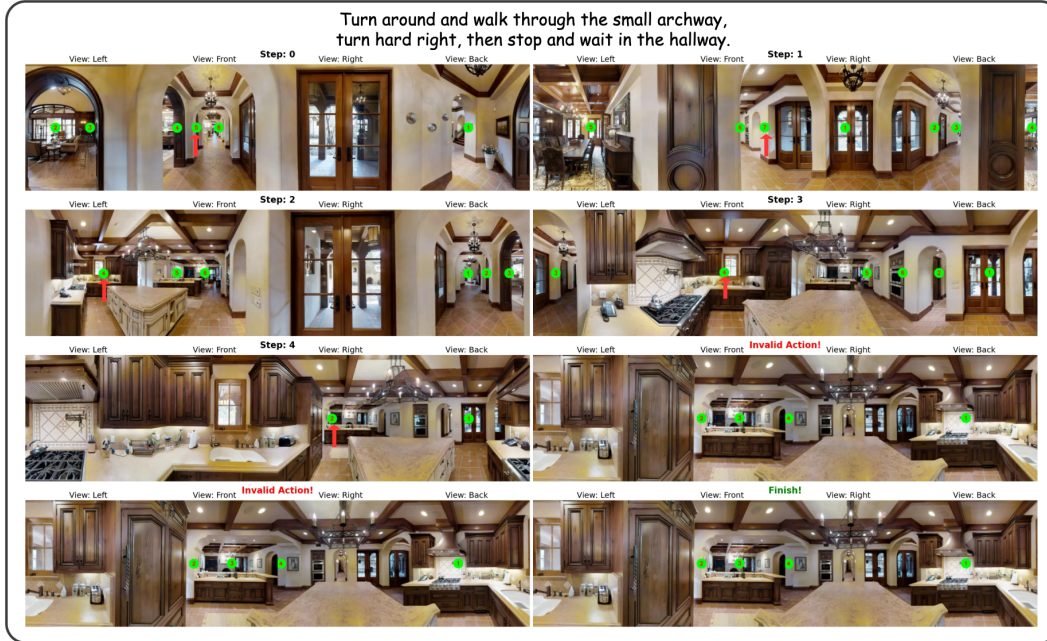 Turn around and walk through the small archway,
turn hard right, then stop and wait in the hallway.
Step: 0
View: Left View: Front View: Right View: Back
Step: 1
View: Left View: Front View: Right View: Back
Step: 2
View: Left View: Front View: Right View: Back
Step: 3
View: Left View: Front View: Right View: Back
Step: 4
View: Left View: Front View: Right View: Back
Invalid Action!
View: Left View: Front View: Right View: Back
Invalid Action!
View: Left View: Front View: Right View: Back
Finish!
View: Left View: Front View: Right View: Back